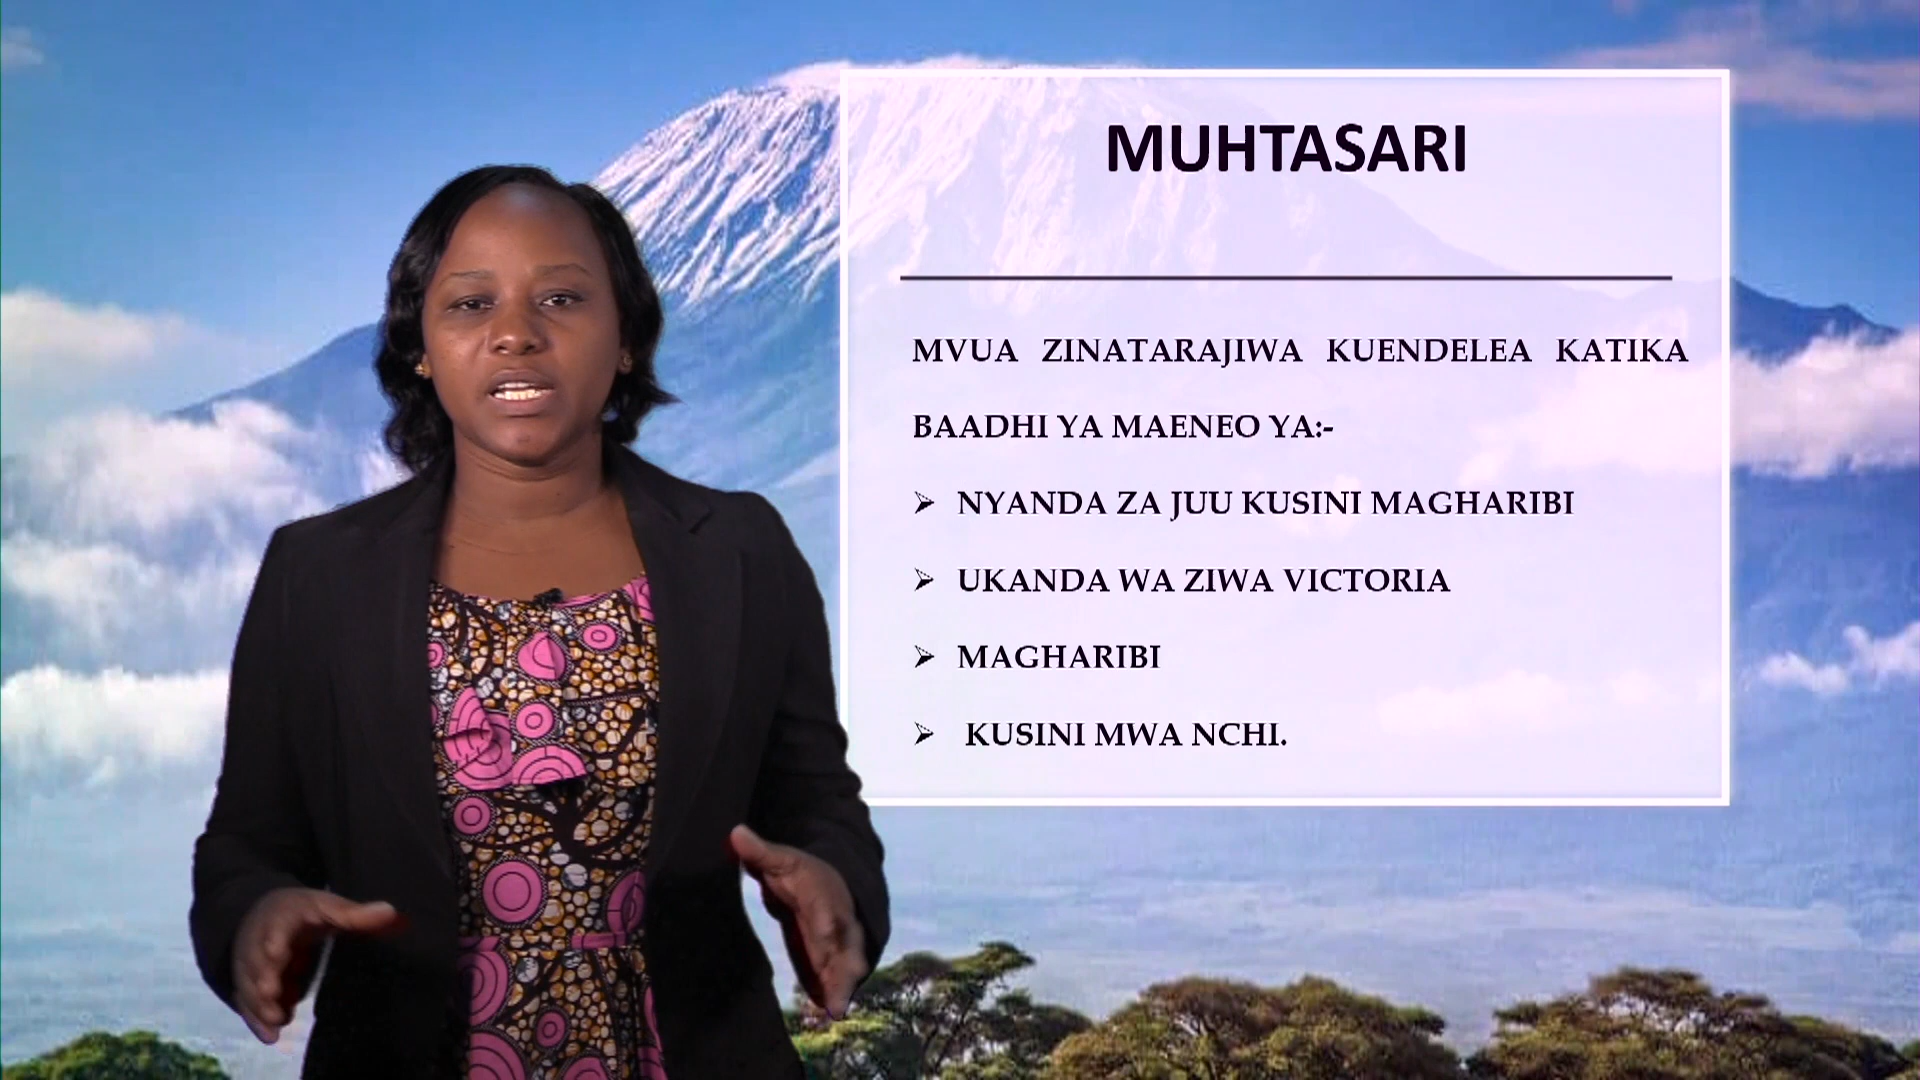 MUHTASARI
MVUA ZINATARAJIWA KUENDELEA KATIKA
BAADHI YA MAENEO YA:-
➢ NYANDA ZA JUU KUSINI MAGHARIBI
➢ UKANDA WA ZIWA VICTORIA
➢ MAGHARIBI
➢ KUSINI MWA NCHI.